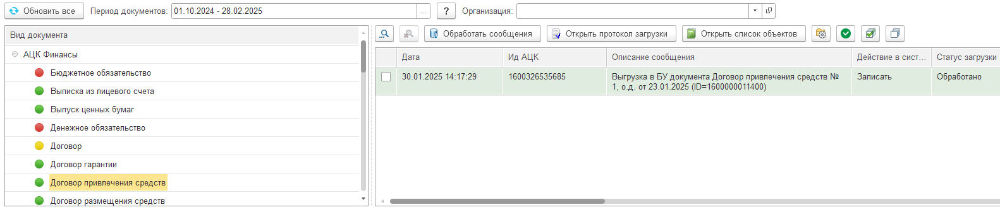 Обновить все Период документов: 01.10.2024 - 28.02.2025 ... ? Организация:
Вид документа
АЦК Финансы
Бюджетное обязательство
Выписка из лицевого счета
Выпуск ценных бумаг
Денежное обязательство
Договор
Договор гарантии
Договор привлечения средств
Договор размещения средств
Обработать сообщения Открыть протокол загрузки Открыть список объектов
Дата Ид АЦК Описание сообщения Действие в сист... Статус загрузки
30.01.2025 14:17:29 1600326535685 Выгрузка в БУ документа Договор привлечения средств № Записать Обработано
1, о.д. от 23.01.2025 (ID=1600000011400)